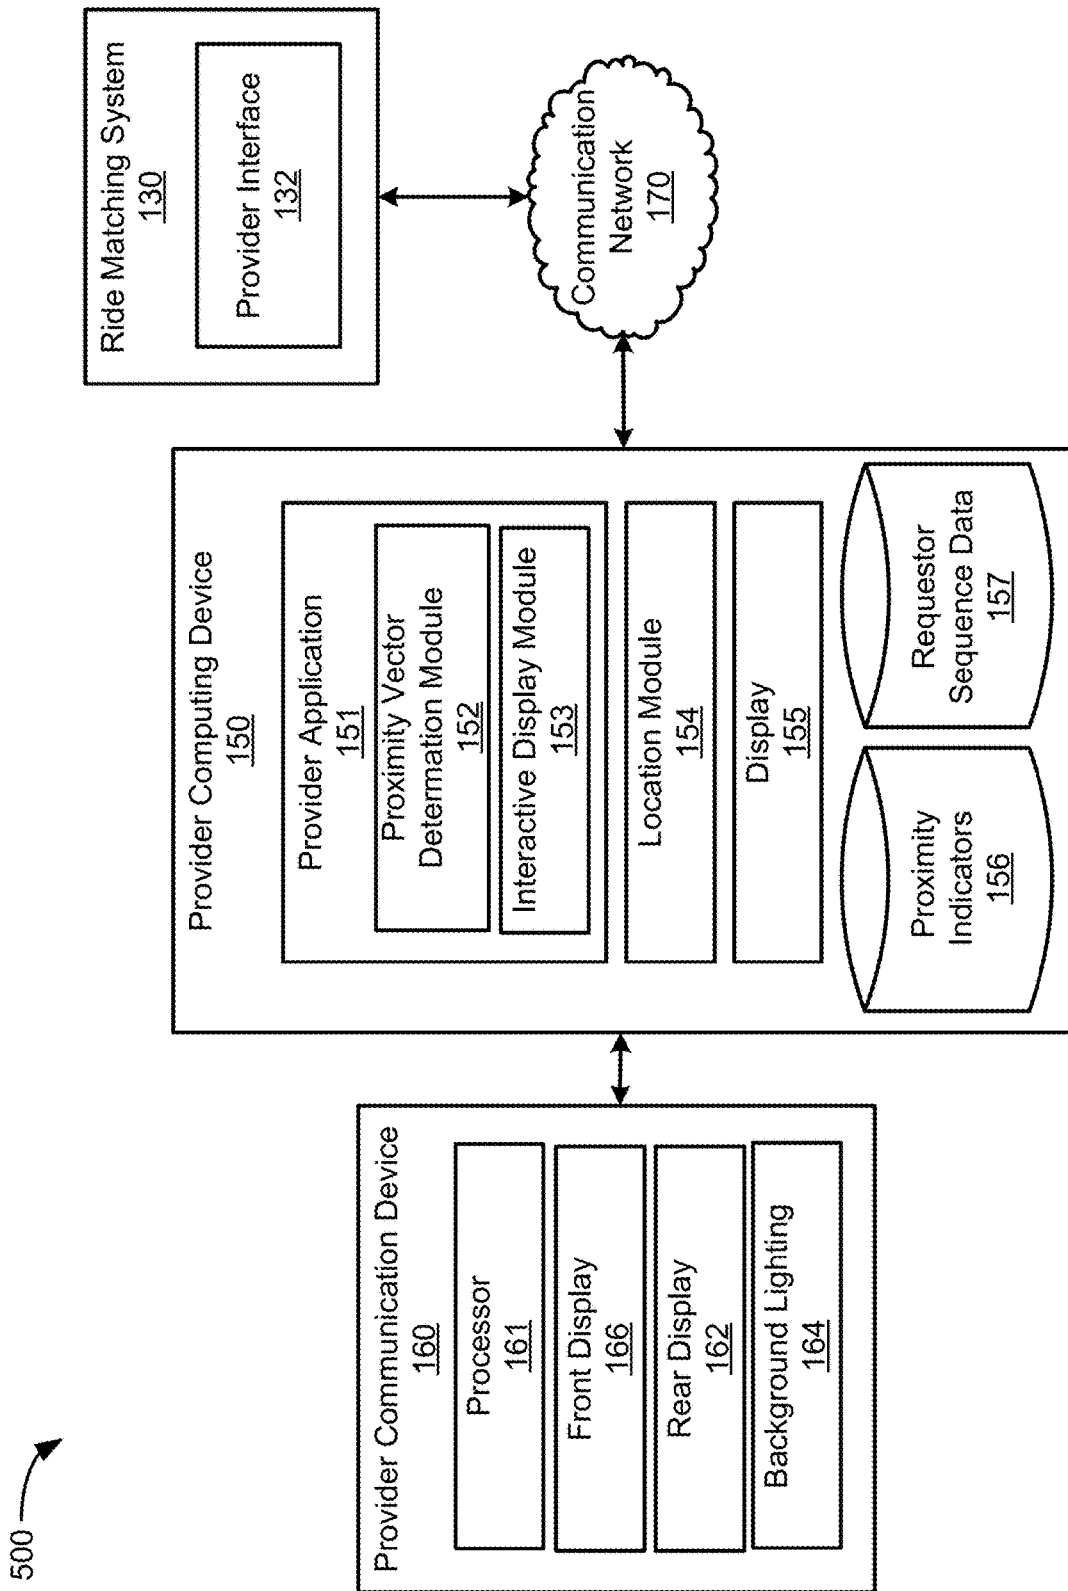 500
Provider Communication Device
160
Processor
161
Front Display
166
Rear Display
162
Background Lighting
164
Provider Computing Device
150
Provider Application
151
Proximity Vector
Determation Module
152
Interactive Display Module
153
Location Module
154
Display
155
Proximity
Indicators
156
Requestor
Sequence Data
157
Ride Matching System
130
Provider Interface
132
Communication
Network
170